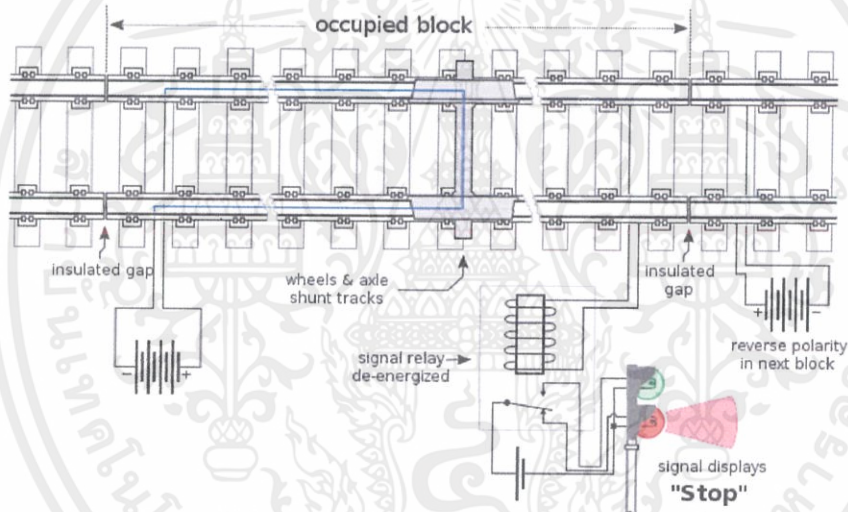 occupied block
insulated gap
wheels & axle
shunt tracks
insulated
gap
- +
signal relay
de-energized
+ -
reverse polarity
in next block
signal displays
"Stop"